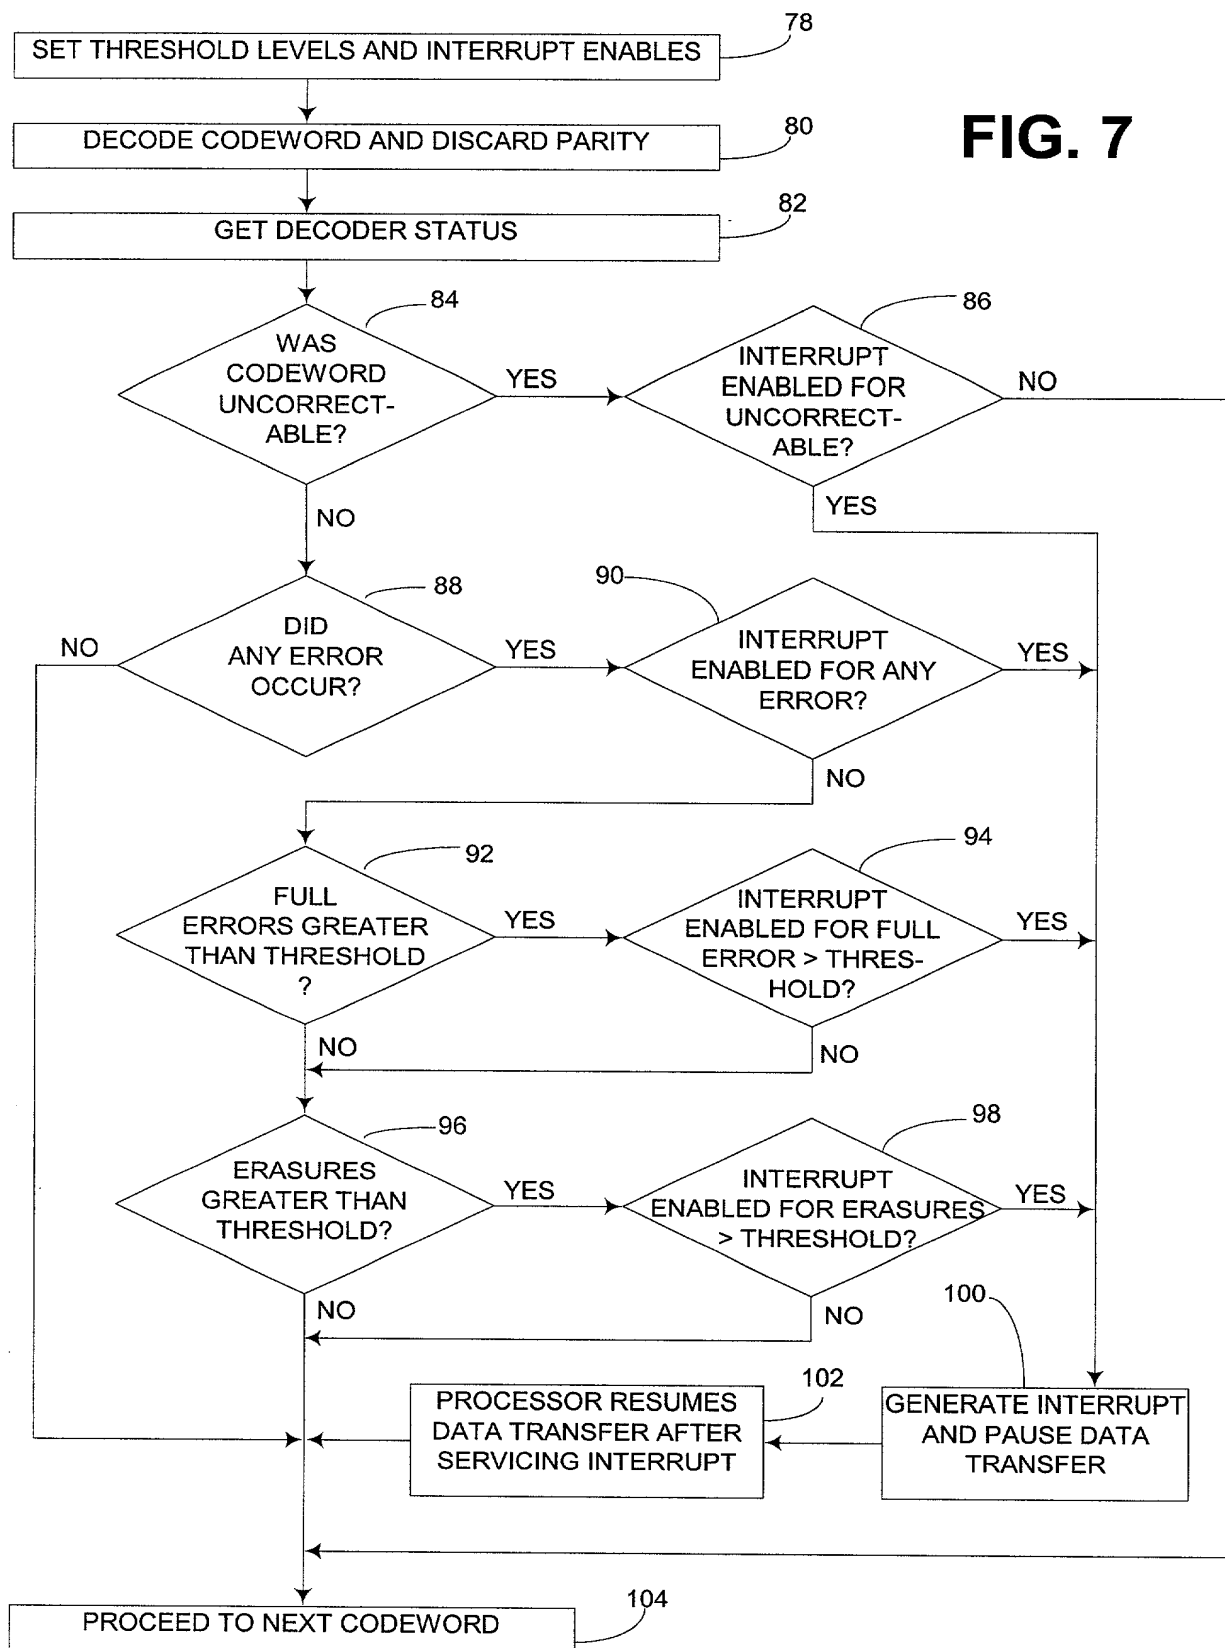 78
SET THRESHOLD LEVELS AND INTERRUPT ENABLES
FIG. 7
80
DECODE CODEWORD AND DISCARD PARITY
82
GET DECODER STATUS
84
WAS
CODEWORD
UNCORRECT-
ABLE?
YES
NO
86
INTERRUPT
ENABLED FOR
UNCORRECT-
ABLE?
NO
YES
88
DID
ANY ERROR
OCCUR?
NO
YES
90
INTERRUPT
ENABLED FOR ANY
ERROR?
YES
NO
92
FULL
ERRORS GREATER
THAN THRESHOLD
?
YES
NO
94
INTERRUPT
ENABLED FOR FULL
ERROR > THRES-
HOLD?
YES
NO
96
ERASURES
GREATER THAN
THRESHOLD?
YES
NO
98
INTERRUPT
ENABLED FOR ERASURES
> THRESHOLD?
YES
NO
100
GENERATE INTERRUPT
AND PAUSE DATA
TRANSFER
102
PROCESSOR RESUMES
DATA TRANSFER AFTER
SERVICING INTERRUPT
104
PROCEED TO NEXT CODEWORD